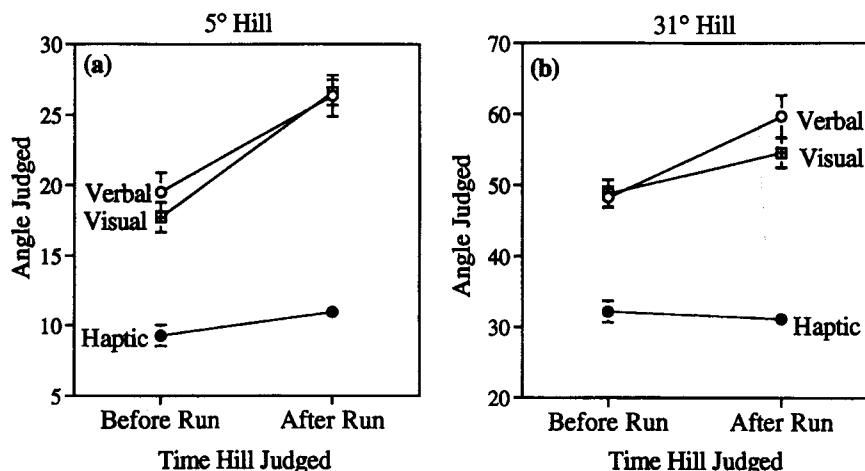 5° Hill
(a)
30
25
20
15
10
5
Angle Judged
Verbal
Visual
Haptic
Before Run After Run
Time Hill Judged
31° Hill
(b)
70
60
50
40
30
20
Angle Judged
Verbal
Visual
Haptic
Before Run After Run
Time Hill Judged